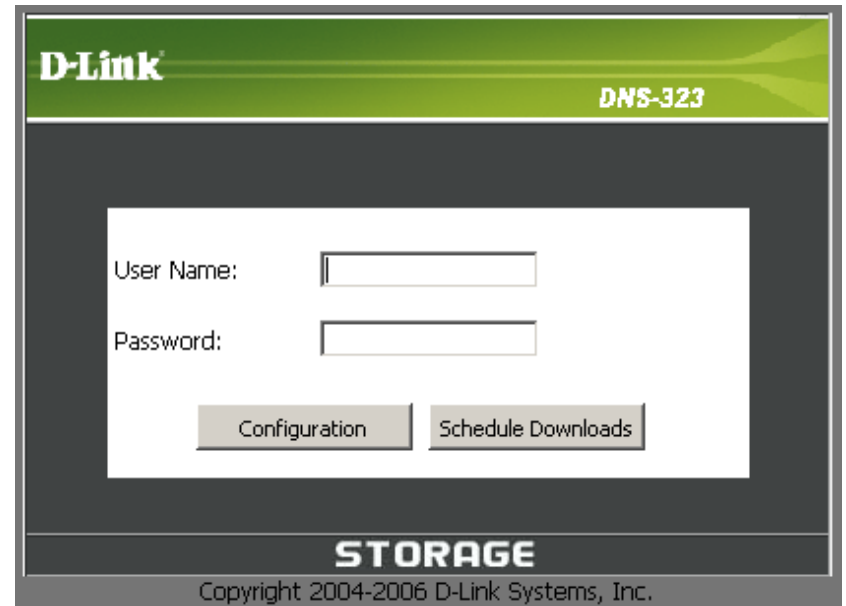 D-Link
DNS-323
User Name:
Password:
Configuration
Schedule Downloads
STORAGE
Copyright 2004-2006 D-Link Systems, Inc.